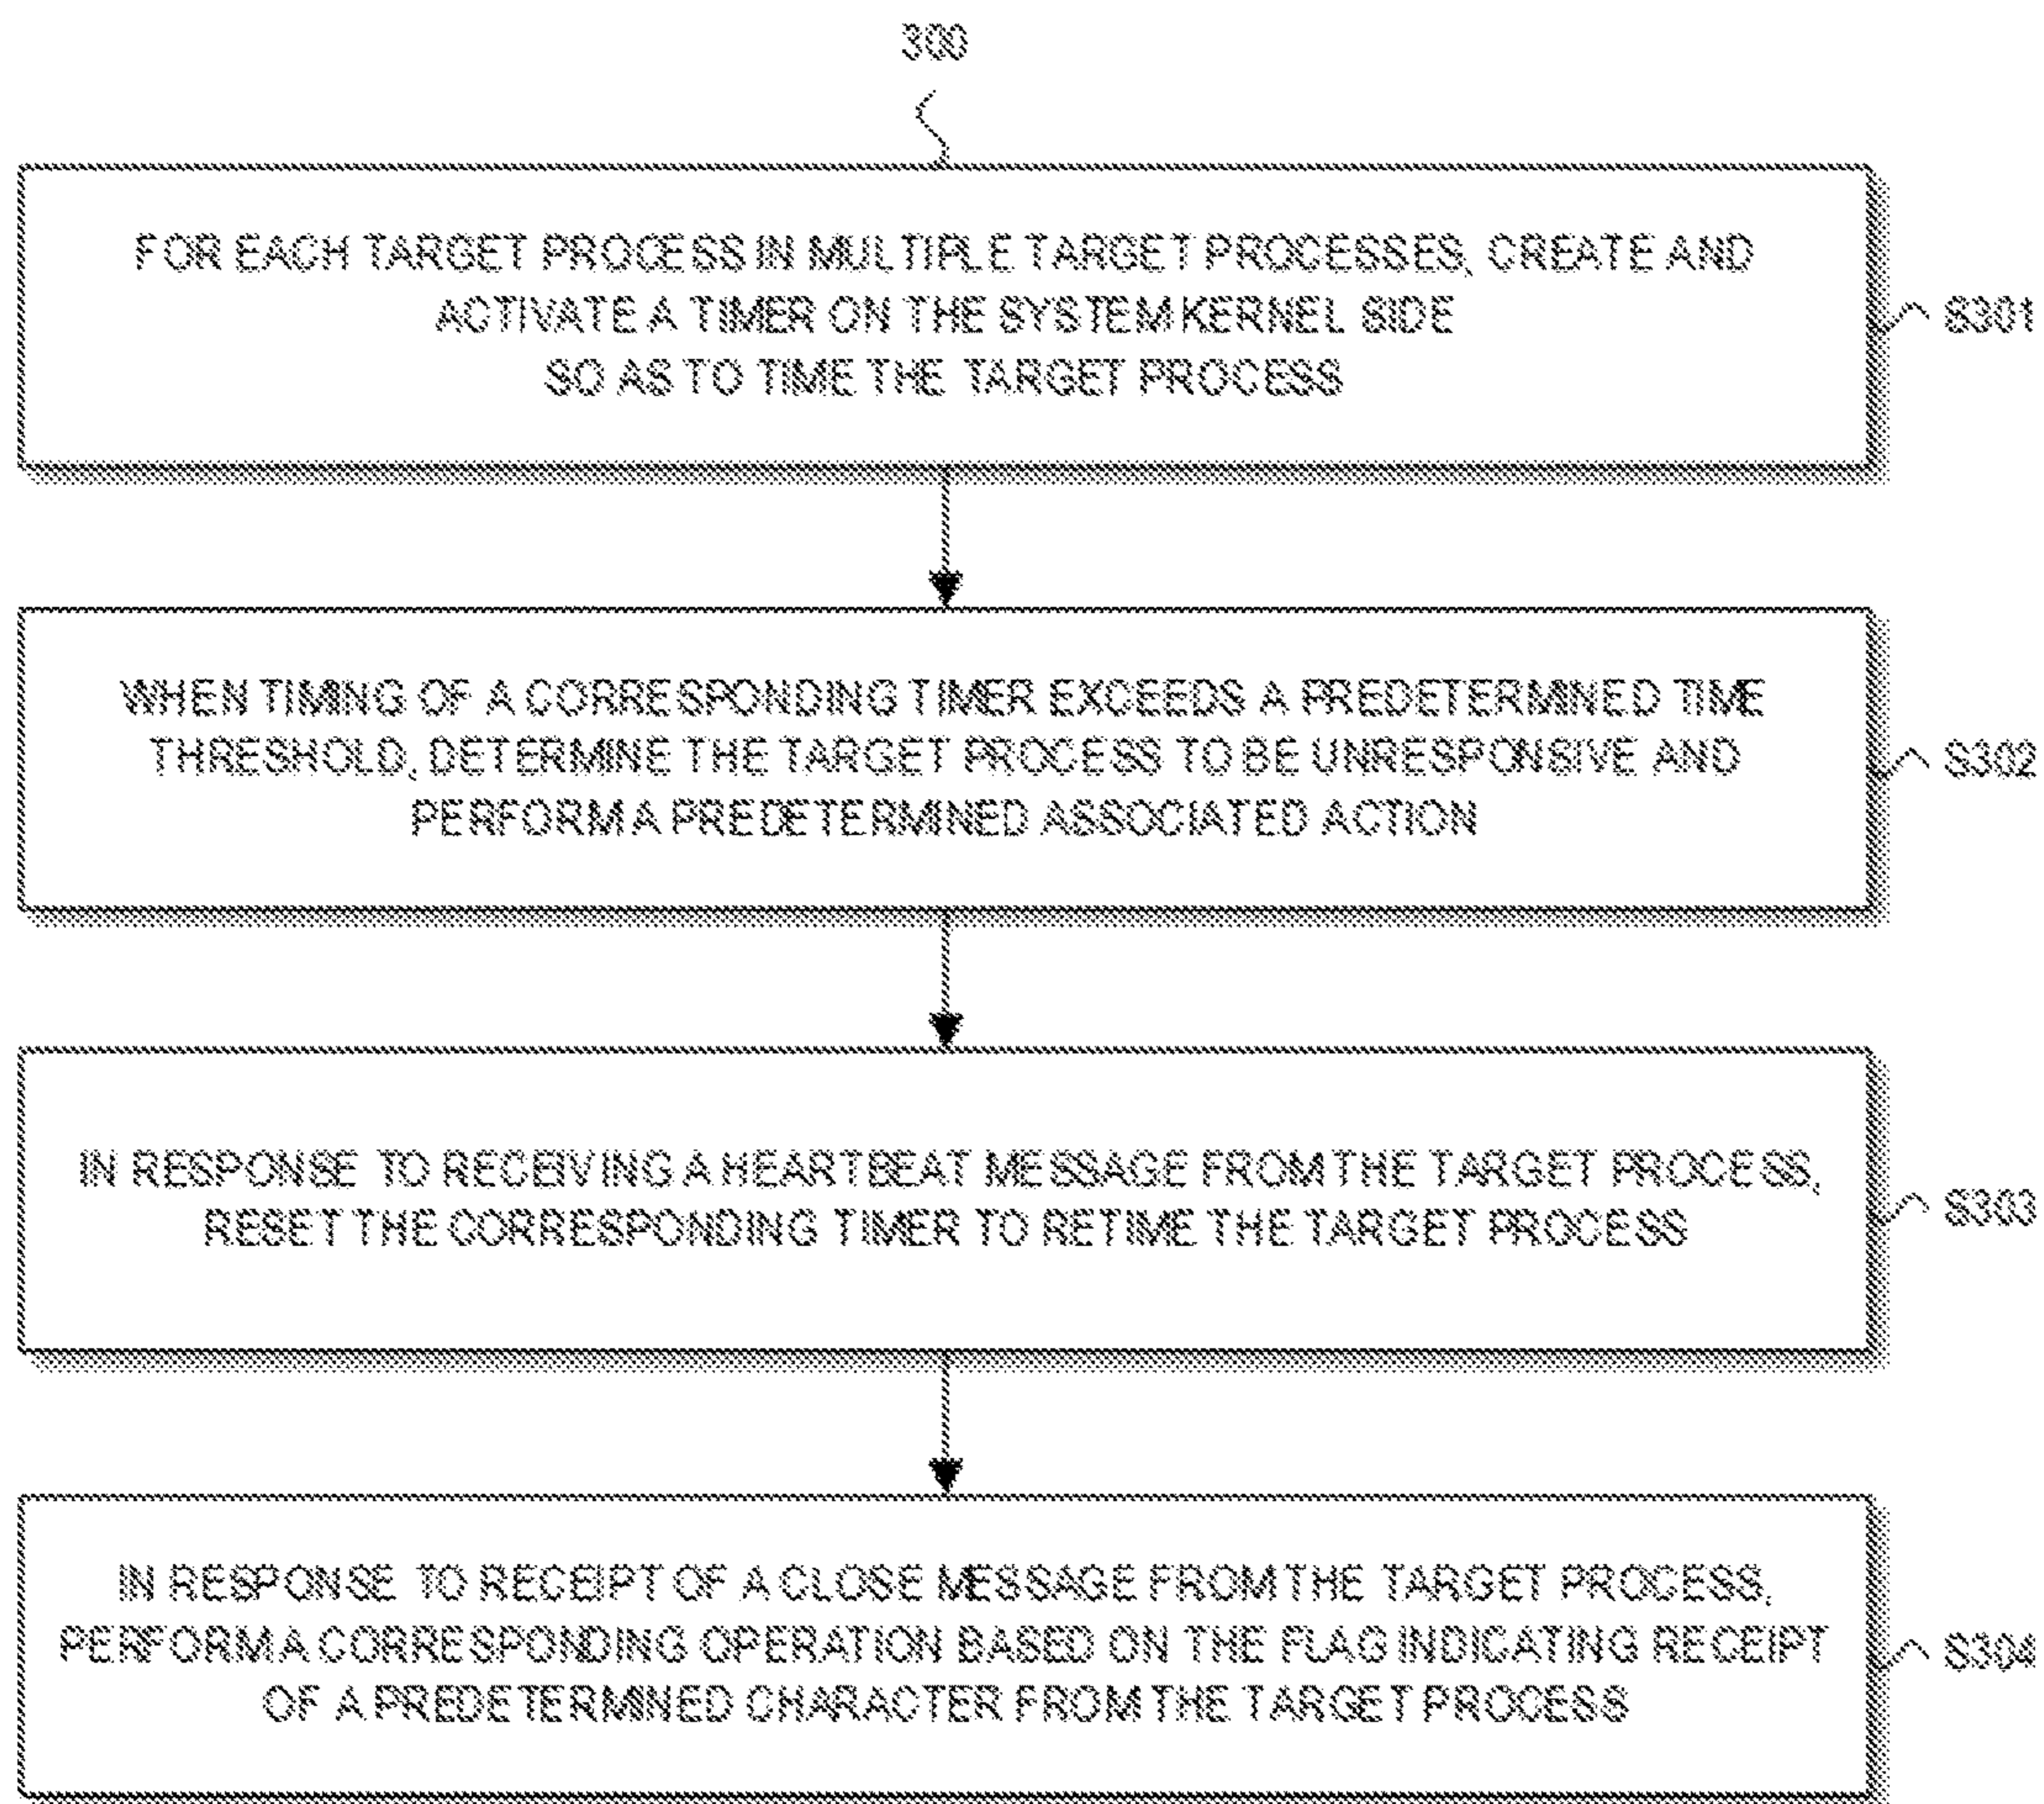 300
FOR EACH TARGET PROCESS IN MULTIPLE TARGET PROCESSES, CREATE AND
ACTIVATE A TIMER ON THE SYSTEM KERNEL SIDE
SO AS TO TIME THE TARGET PROCESS
S301
WHEN TIMING OF A CORRESPONDING TIMER EXCEEDS A PREDETERMINED TIME
THRESHOLD, DETERMINE THE TARGET PROCESS TO BE UNRESPONSIVE AND
PERFORM A PREDETERMINED ASSOCIATED ACTION
S302
IN RESPONSE TO RECEIVING A HEARTBEAT MESSAGE FROM THE TARGET PROCESS,
RESET THE CORRESPONDING TIMER TO RETIME THE TARGET PROCESS
S303
IN RESPONSE TO RECEIPT OF A CLOSE MESSAGE FROM THE TARGET PROCESS,
PERFORM A CORRESPONDING OPERATION BASED ON THE FLAG INDICATING RECEIPT
OF A PREDETERMINED CHARACTER FROM THE TARGET PROCESS
S304